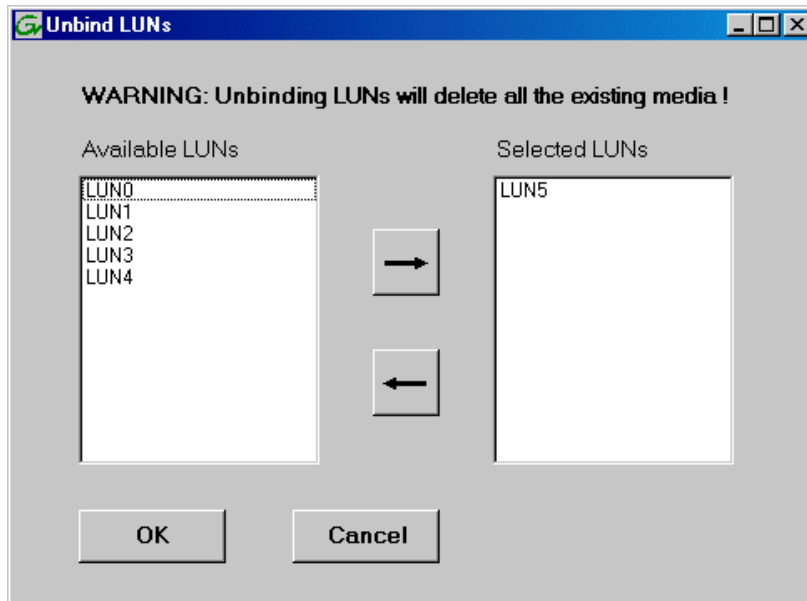 Unbind LUNs
WARNING: Unbinding LUNs will delete all the existing media !
Available LUNs
LUN0
LUN1
LUN2
LUN3
LUN4
Selected LUNs
LUN5
OK
Cancel